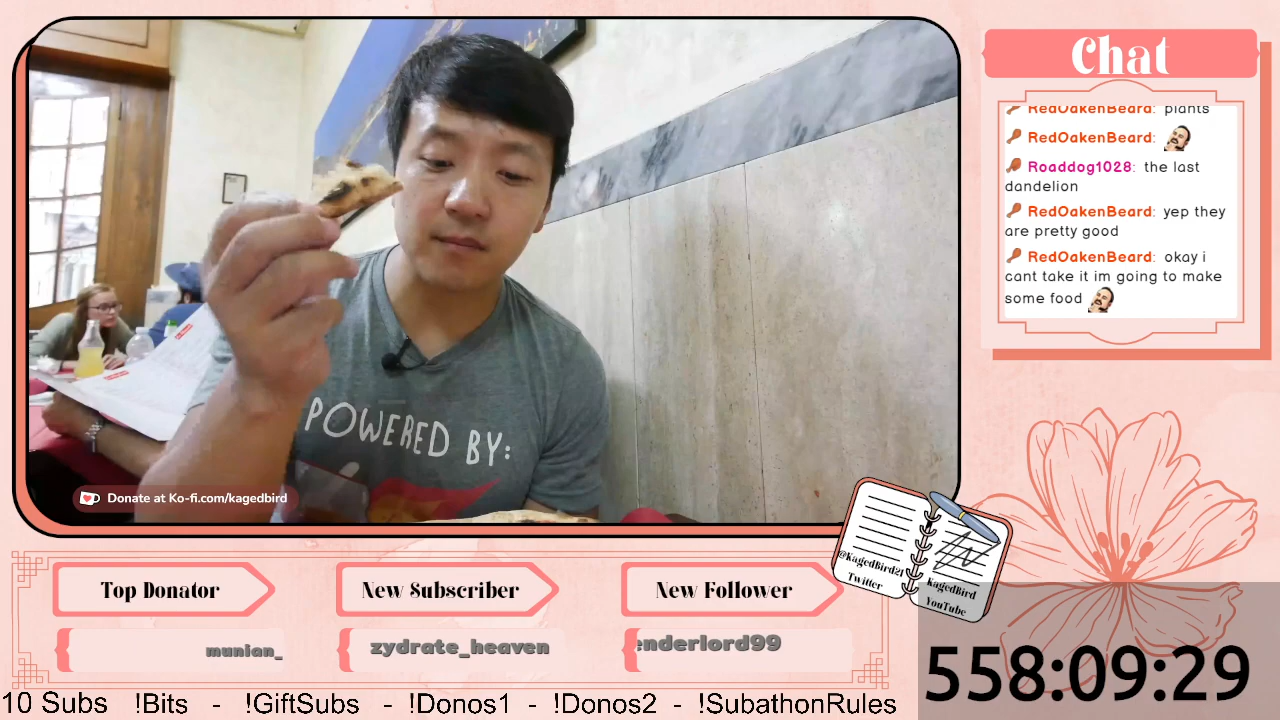 Chat
RedOakenBeard: plants
RedOakenBeard:
Roaddog1028: the last
dandelion
RedOakenBeard: yep they
are pretty good
RedOakenBeard: okay i
cant take it im going to make
some food
POWERED BY:
Donate at Ko-fi.com/kagedbird
@KagedBird21
Twitter
KagedBird
YouTube
Top Donator
New Subscriber
New Follower
munian_
zydrate_heaven
enderlord99
558:09:29
10 Subs !Bits - !GiftSubs - !Donos1 - !Donos2 - !SubathonRules